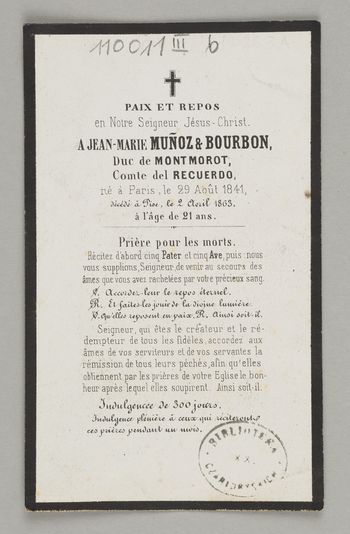 110011 III b
PAIX ET REPOS
en Notre Seigneur Jésus-Christ.
A JEAN-MARIE MUÑOZ & BOURBON,
Duc de MONTMOROT,
Comte del RECUERDO,
né à Paris, le 29 Août 1841,
décédé à Pise, le 2 Avril 1863,
à l'âge de 21 ans.
Prière pour les morts.
Récitez d'abord cinq Pater et cinq Ave, puis nous
vous supplions, Seigneur, de venir au secours des
âmes que vous avez rachetées par votre précieux sang.
V. Accordez-leur le repos éternel.
R. Et faites-les jouir de la divine lumière.
V. Qu'elles reposent en paix, R. Ainsi soit-il.
Seigneur, qui êtes le créateur et le ré-
dempteur de tous les fidèles, accordez aux
âmes de vos serviteurs et de vos servantes la
rémission de tous leurs péchés, afin qu'elles
obtiennent par les prières de votre Eglise le bon-
heur après lequel elles soupirent. Ainsi soit-il.
Indulgence de 300 jours.
Indulgence plénière à ceux qui réciteront
ces prières pendant un mois.
BIBLIOTEKA
XX.
CZARTORYSKICH